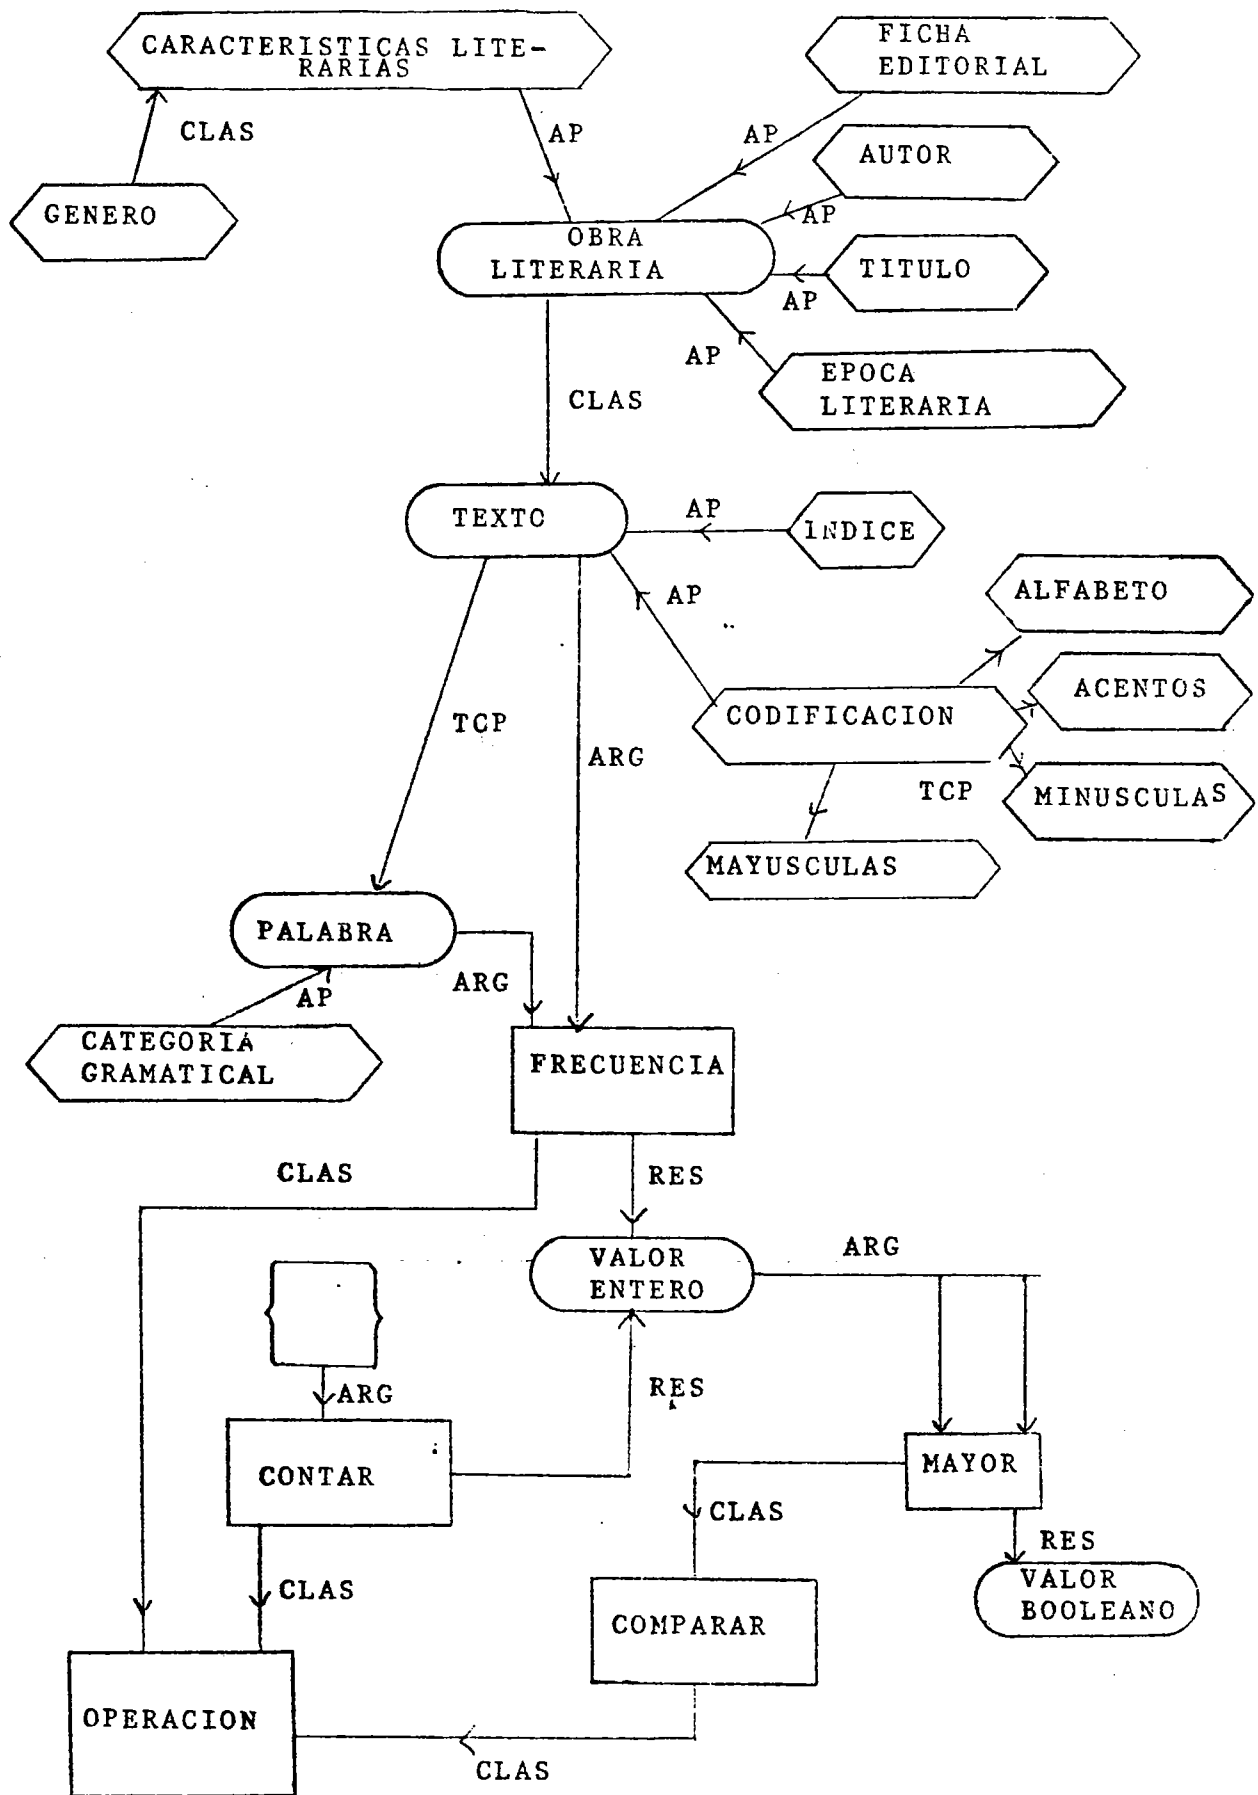 CARACTERISTICAS LITE-
RARIAS
FICHA
EDITORIAL
CLAS
AP
AP
AUTOR
GENERO
AP
OBRA
LITERARIA
TITULO
AP
AP
EPOCA
LITERARIA
CLAS
TEXTO
AP
INDICE
AP
ALFABETO
ACENTOS
CODIFICACION
TCP
ARG
TCP
MINUSCULAS
MAYUSCULAS
PALABRA
ARG
AP
CATEGORIA
GRAMATICAL
FRECUENCIA
CLAS
RES
VALOR
ENTERO
ARG
ARG
RES
CONTAR
MAYOR
CLAS
RES
CLAS
VALOR
BOOLEANO
COMPARAR
OPERACION
CLAS